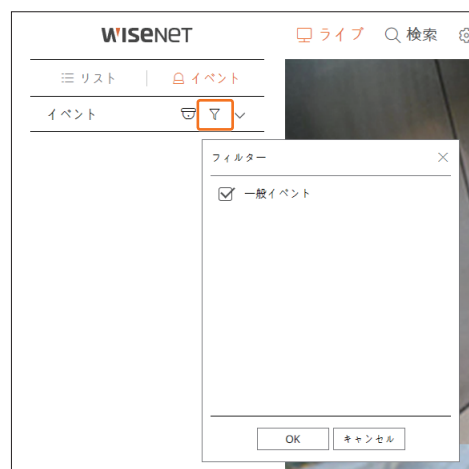 WISENET
ライブ 検索
リスト イベント
イベント
フィルター
一般イベント
OK キャンセル